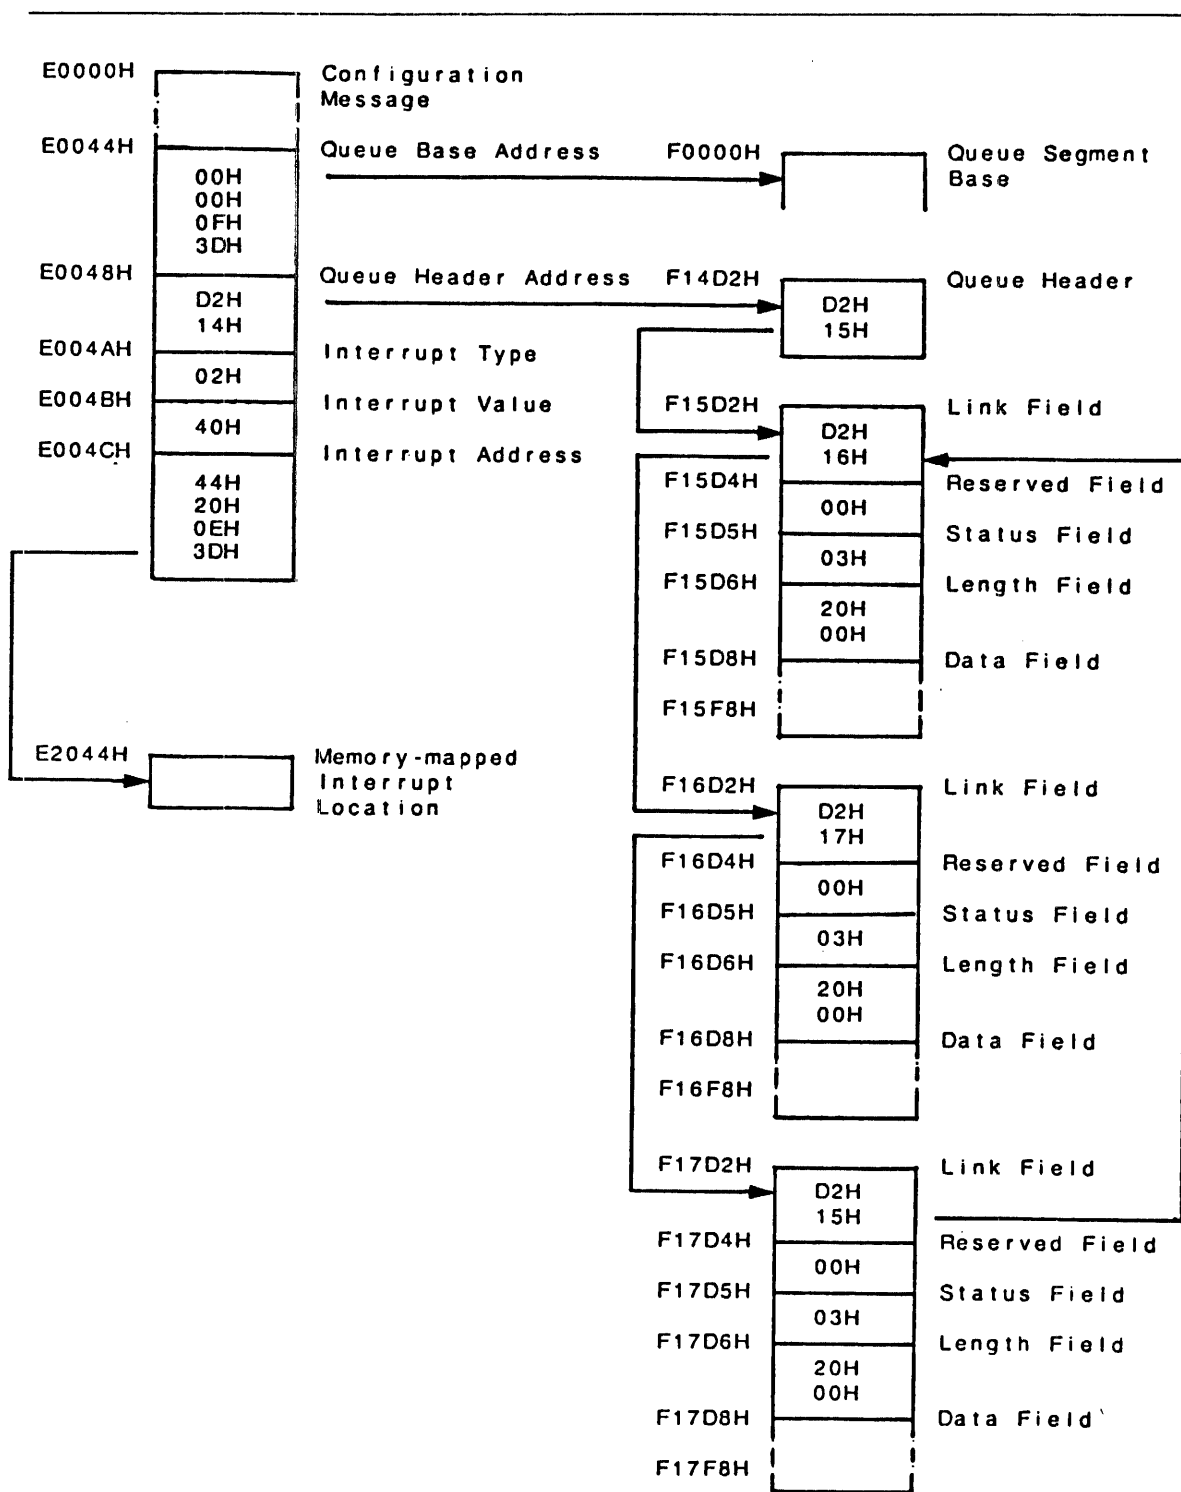 E0000H Configuration
Message
E0044H Queue Base Address F0000H Queue Segment
Base
00H
00H
0FH
3DH
E0048H Queue Header Address F14D2H Queue Header
D2H D2H
14H 15H
E004AH Interrupt Type
02H
E004BH Interrupt Value F15D2H Link Field
40H D2H
E004CH Interrupt Address 16H
44H F15D4H Reserved Field
20H 00H
0EH F15D5H Status Field
3DH 03H
F15D6H Length Field
20H
00H
F15D8H Data Field
F15F8H
E2044H Memory-mapped
Interrupt F16D2H Link Field
Location D2H
17H
F16D4H Reserved Field
00H
F16D5H Status Field
03H
F16D6H Length Field
20H
00H
F16D8H Data Field
F16F8H
F17D2H Link Field
D2H
15H
F17D4H Reserved Field
00H
F17D5H Status Field
03H
F17D6H Length Field
20H
00H
F17D8H Data Field
F17F8H